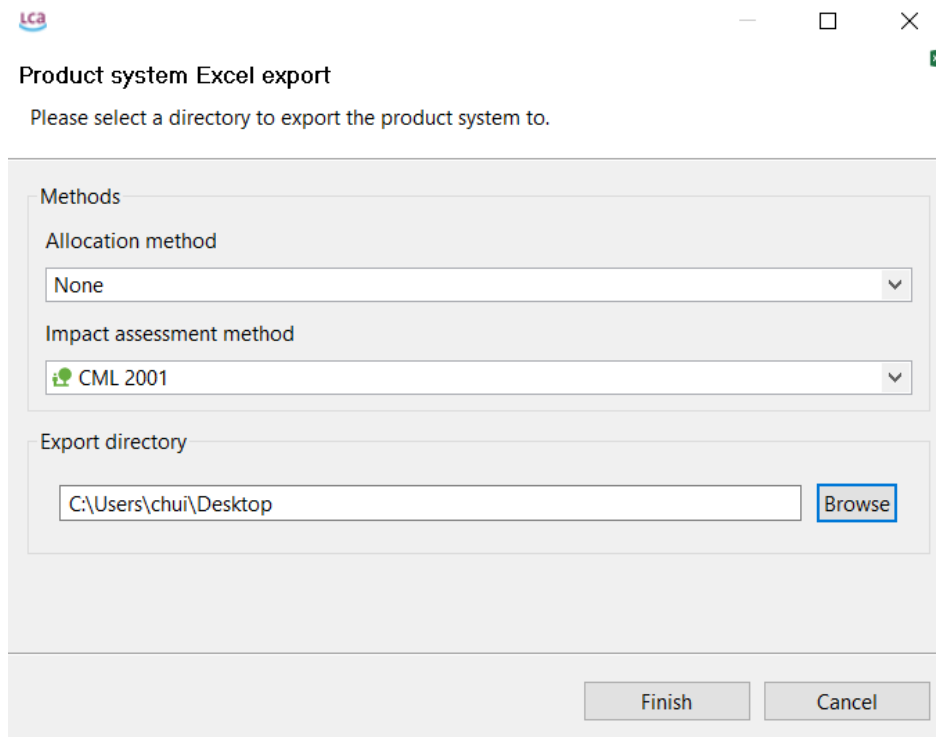 LCA
Product system Excel export
Please select a directory to export the product system to.
Methods
Allocation method
None
Impact assessment method
CML 2001
Export directory
C:\Users\chui\Desktop
Browse
Finish
Cancel